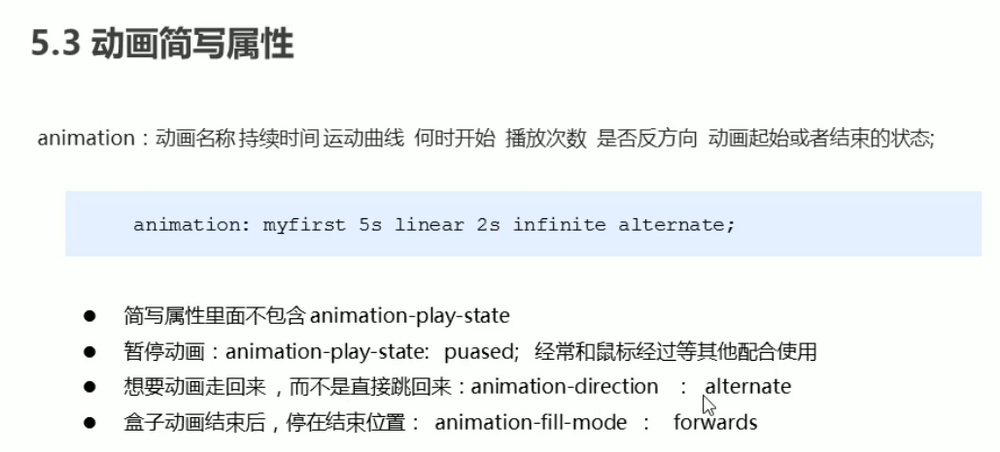 5.3 动画简写属性
animation：动画名称 持续时间 运动曲线 何时开始 播放次数 是否反方向 动画起始或者结束的状态;
animation: myfirst 5s linear 2s infinite alternate;
● 简写属性里面不包含 animation-play-state
● 暂停动画：animation-play-state: puased; 经常和鼠标经过等其他配合使用
● 想要动画走回来 ，而不是直接跳回来：animation-direction ： alternate
● 盒子动画结束后，停在结束位置： animation-fill-mode ： forwards